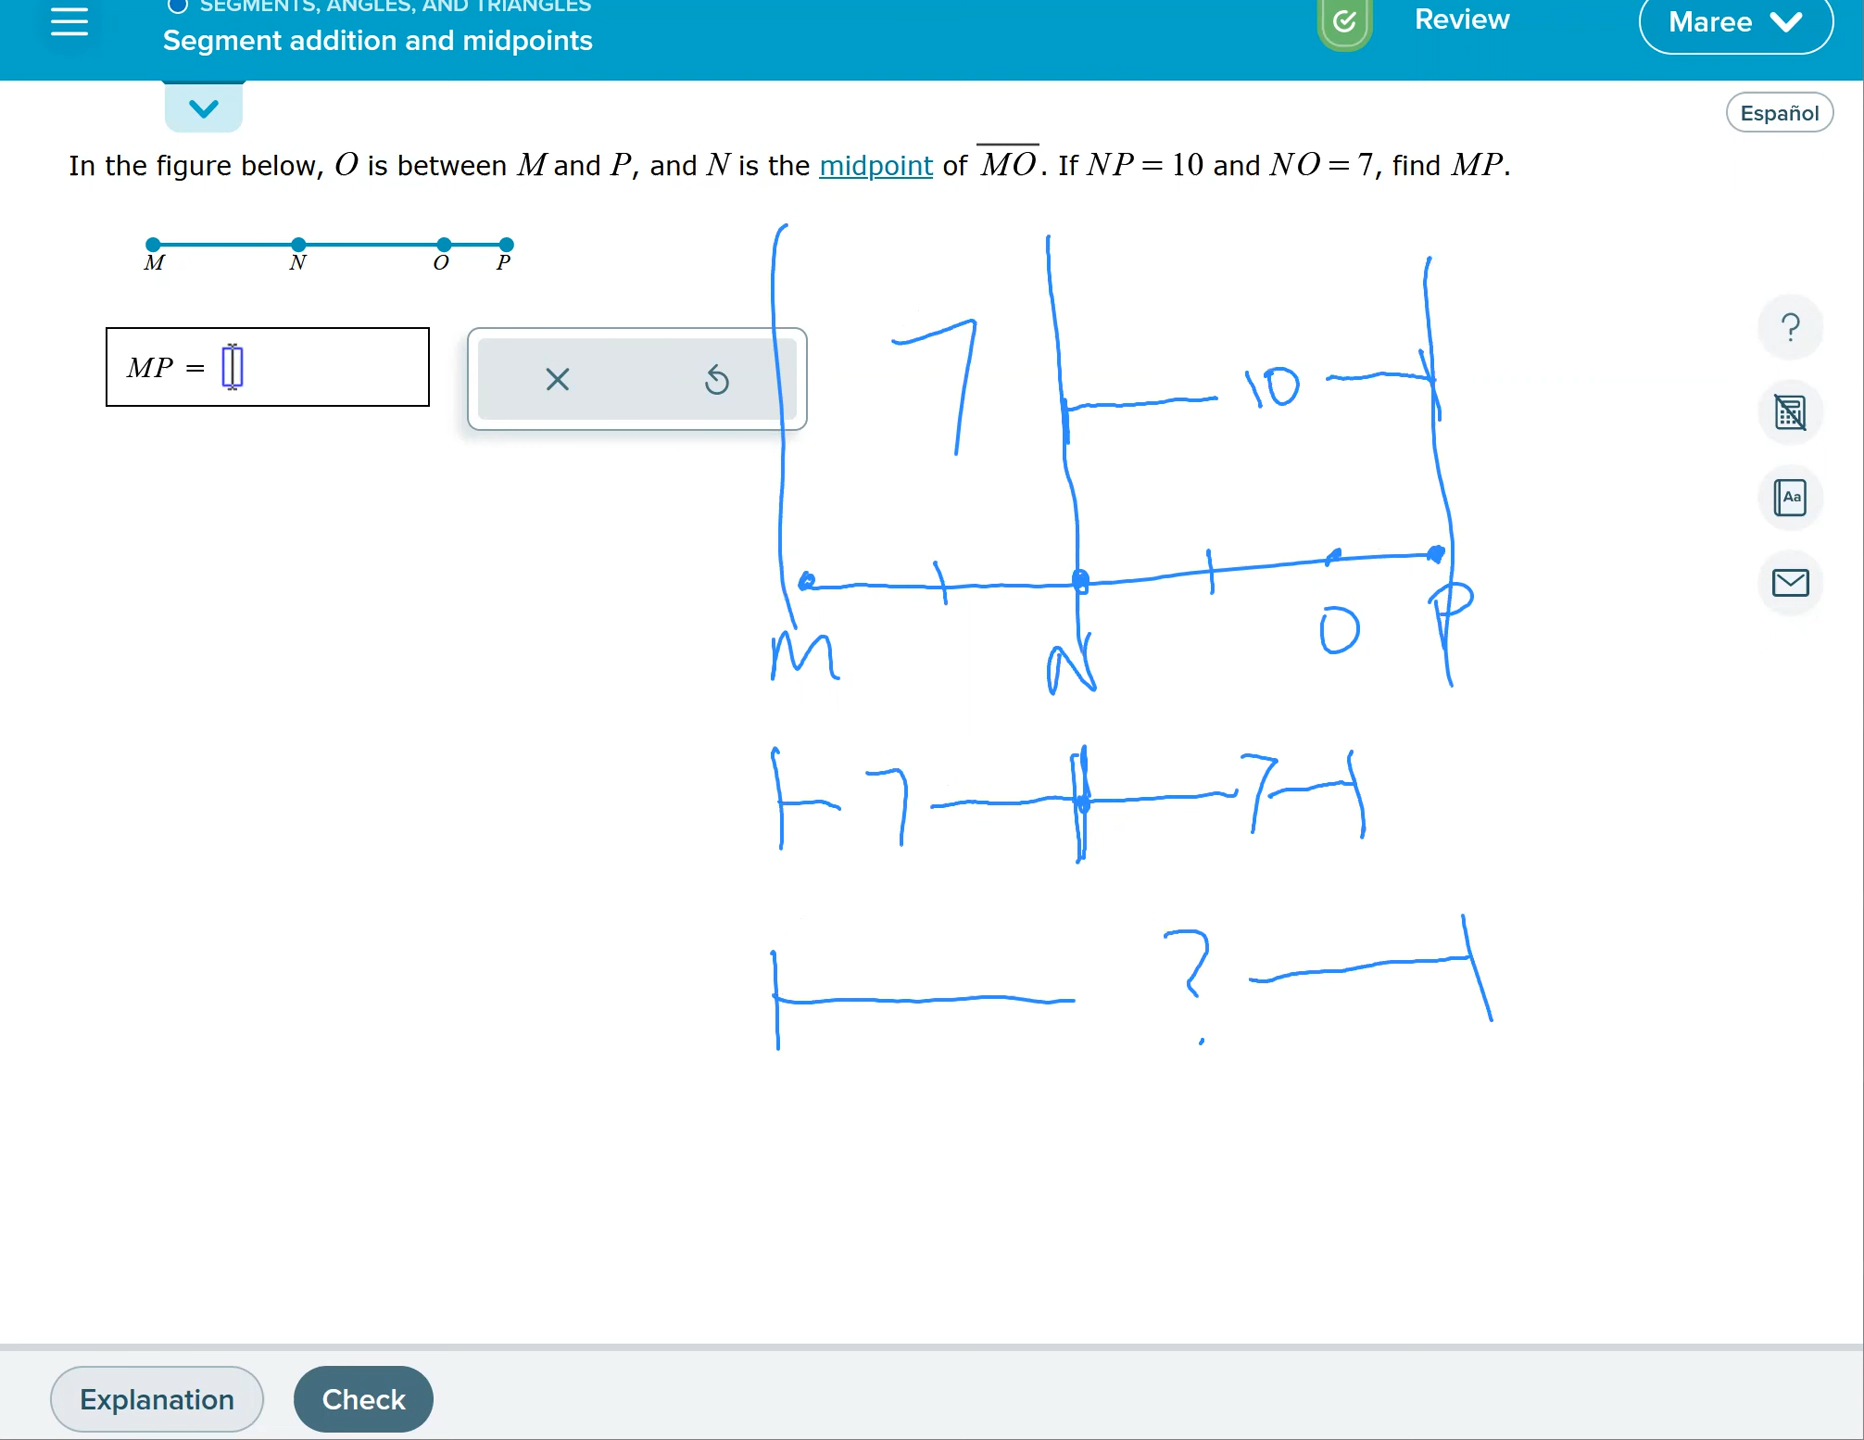 SEGMENTS, ANGLES, AND TRIANGLES
Segment addition and midpoints
Review
Maree
Español
In the figure below, O is between M and P, and N is the midpoint of MO. If NP = 10 and NO = 7, find MP.
M N O P
MP =
7
10
M N O P
7 7
?
?
Aa
Explanation
Check